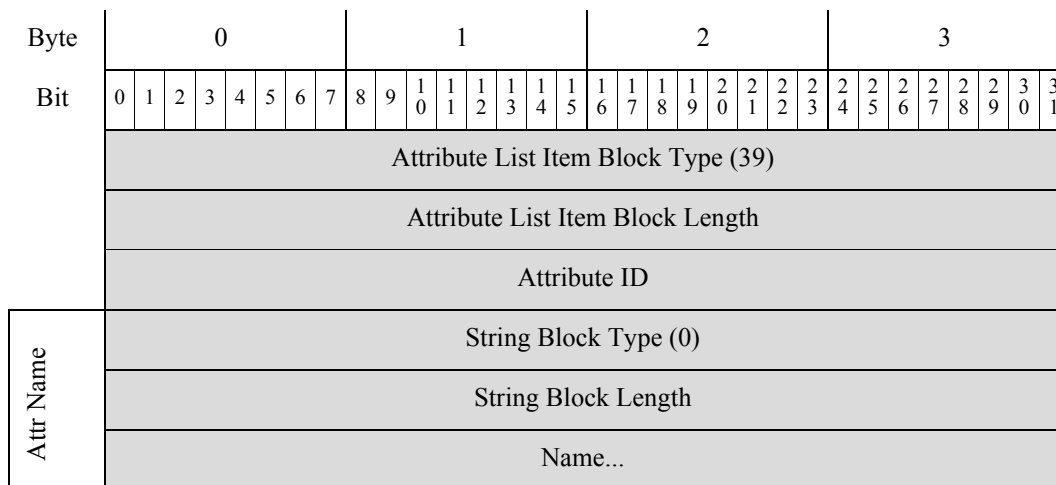 Byte 0 1 2 3
Bit 0 1 2 3 4 5 6 7 8 9 10 11 12 13 14 15 16 17 18 19 20 21 22 23 24 25 26 27 28 29 30 31
Attribute List Item Block Type (39)
Attribute List Item Block Length
Attribute ID
Attr Name
String Block Type (0)
String Block Length
Name...